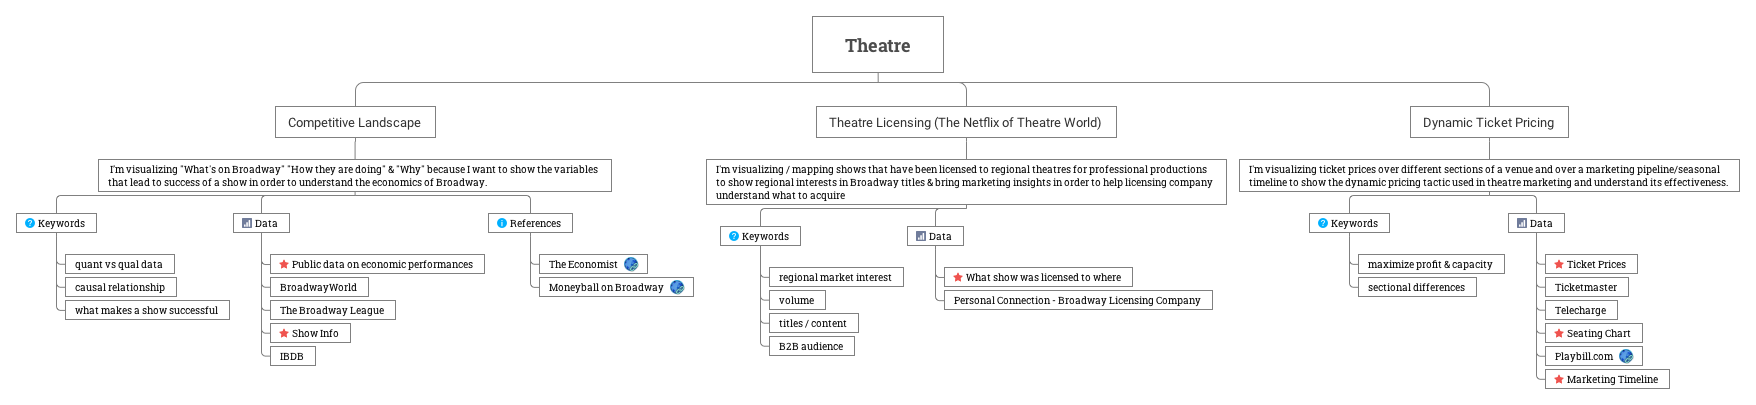 Theatre
Competitive Landscape
I'm visualizing "What's on Broadway" "How they are doing" & "Why" because I want to show the variables
that lead to success of a show in order to understand the economics of Broadway.
Keywords
quant vs qual data
causal relationship
what makes a show successful
Data
Public data on economic performances
BroadwayWorld
The Broadway League
Show Info
IBDB
References
The Economist
Moneyball on Broadway
Theatre Licensing (The Netflix of Theatre World)
I'm visualizing / mapping shows that have been licensed to regional theatres for professional productions
to show regional interests in Broadway titles & bring marketing insights in order to help licensing company
understand what to acquire
Keywords
regional market interest
volume
titles / content
B2B audience
Data
What show was licensed to where
Personal Connection - Broadway Licensing Company
Dynamic Ticket Pricing
I'm visualizing ticket prices over different sections of a venue and over a marketing pipeline/seasonal
timeline to show the dynamic pricing tactic used in theatre marketing and understand its effectiveness.
Keywords
maximize profit & capacity
sectional differences
Data
Ticket Prices
Ticketmaster
Telecharge
Seating Chart
Playbill.com
Marketing Timeline